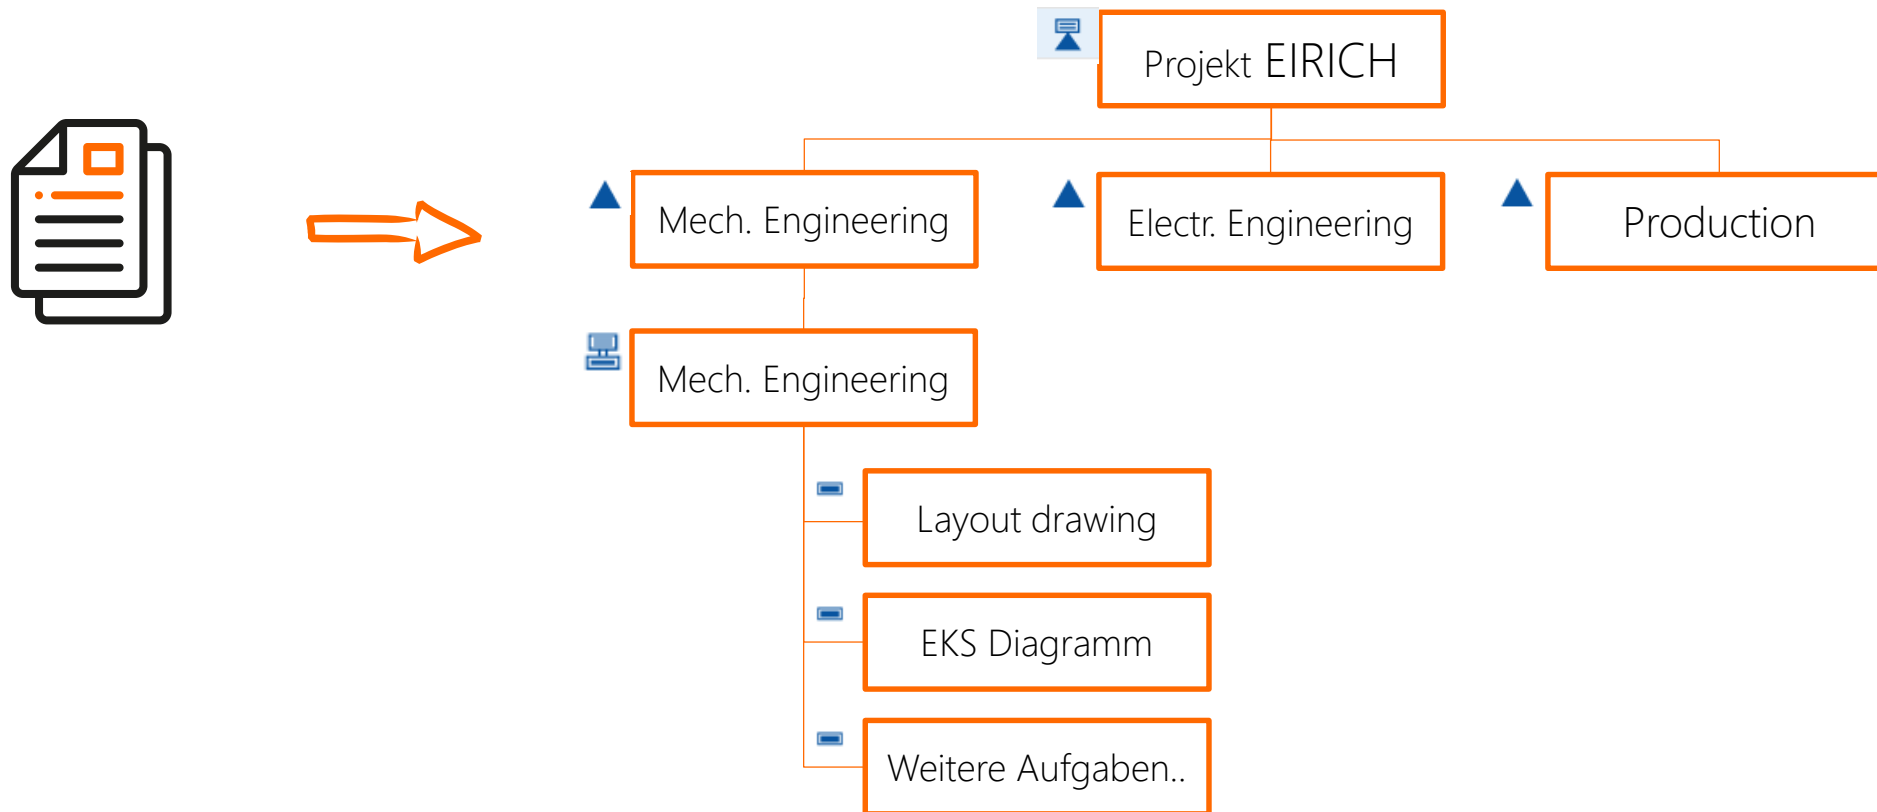 Projekt EIRICH
Mech. Engineering
Electr. Engineering
Production
Mech. Engineering
Layout drawing
EKS Diagramm
Weitere Aufgaben..